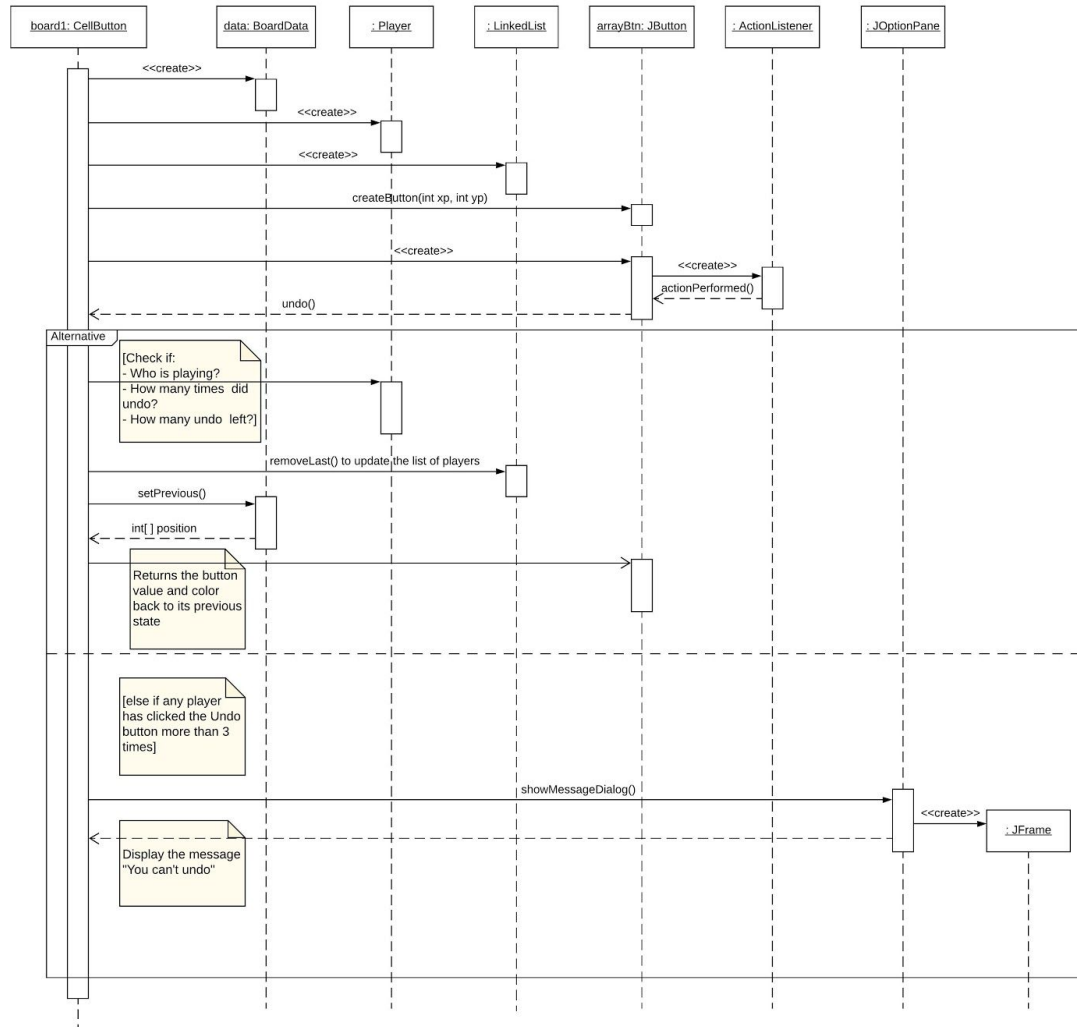 board1: CellButton
data: BoardData
: Player
: LinkedList
arrayBtn: JButton
: ActionListener
: JOptionPane
<<create>>
<<create>>
<<create>>
createButton(int xp, int yp)
<<create>>
<<create>>
actionPerformed()
undo()
Alternative
[Check if:
- Who is playing?
- How many times did
undo?
- How many undo left?]
removeLast() to update the list of players
setPrevious()
int[ ] position
Returns the button
value and color
back to its previous
state
[else if any player
has clicked the Undo
button more than 3
times]
showMessageDialog()
<<create>>
: JFrame
Display the message
"You can't undo"